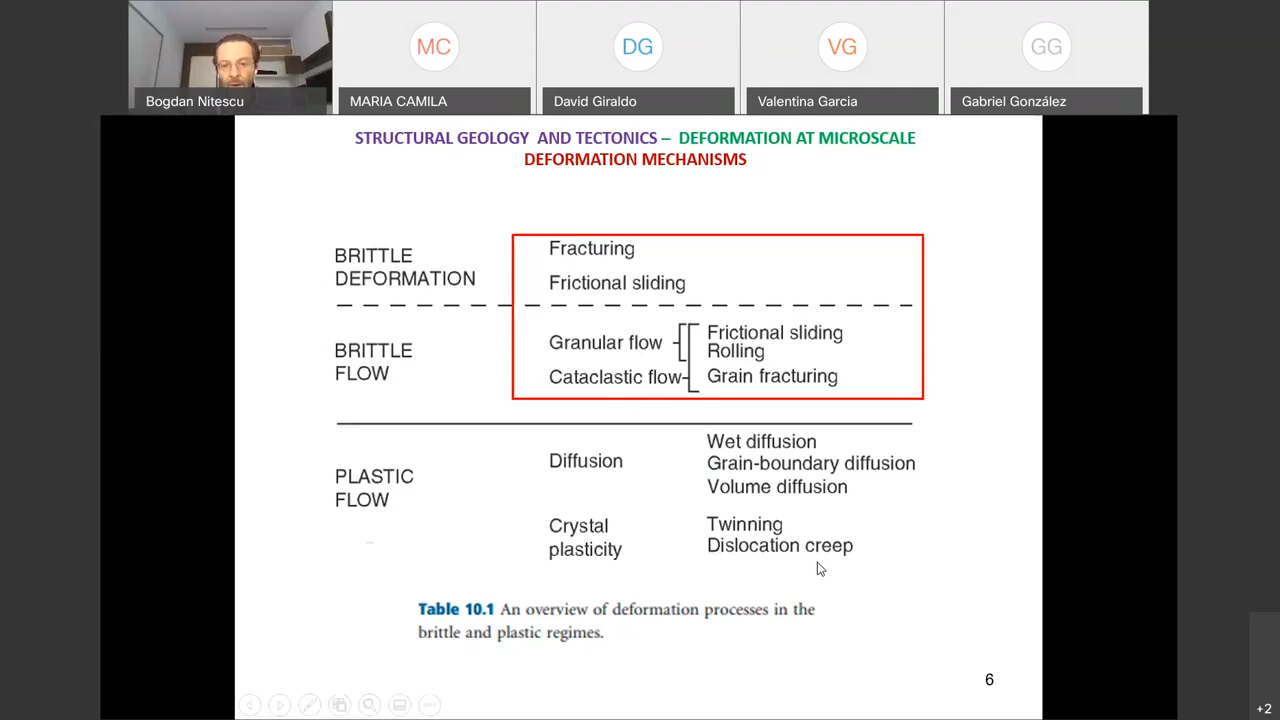 MC
DG
VG
GG
Bogdan Nitescu
MARIA CAMILA
David Giraldo
Valentina Garcia
Gabriel González
STRUCTURAL GEOLOGY AND TECTONICS – DEFORMATION AT MICROSCALE
DEFORMATION MECHANISMS
BRITTLE
DEFORMATION
Fracturing
Frictional sliding
BRITTLE
FLOW
Granular flow
Frictional sliding
Rolling
Cataclastic flow
Grain fracturing
PLASTIC
FLOW
Diffusion
Wet diffusion
Grain-boundary diffusion
Volume diffusion
Crystal
plasticity
Twinning
Dislocation creep
Table 10.1 An overview of deformation processes in the
brittle and plastic regimes.
6
+2